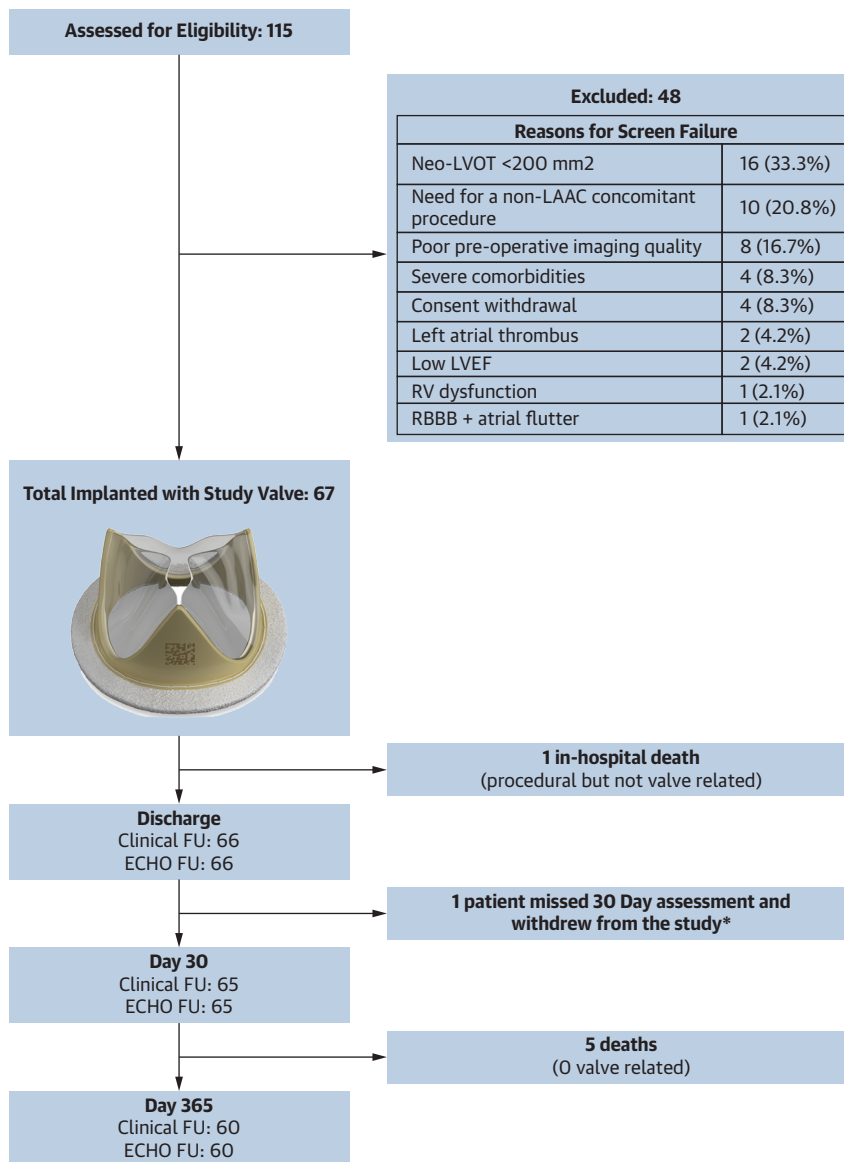 Assessed for Eligibility: 115
Excluded: 48
Reasons for Screen Failure
Neo-LVOT <200 mm2 16 (33.3%)
Need for a non-LAAC concomitant
procedure 10 (20.8%)
Poor pre-operative imaging quality 8 (16.7%)
Severe comorbidities 4 (8.3%)
Consent withdrawal 4 (8.3%)
Left atrial thrombus 2 (4.2%)
Low LVEF 2 (4.2%)
RV dysfunction 1 (2.1%)
RBBB + atrial flutter 1 (2.1%)
Total Implanted with Study Valve: 67
1 in-hospital death
(procedural but not valve related)
Discharge
Clinical FU: 66
ECHO FU: 66
1 patient missed 30 Day assessment and
withdrew from the study*
Day 30
Clinical FU: 65
ECHO FU: 65
5 deaths
(0 valve related)
Day 365
Clinical FU: 60
ECHO FU: 60